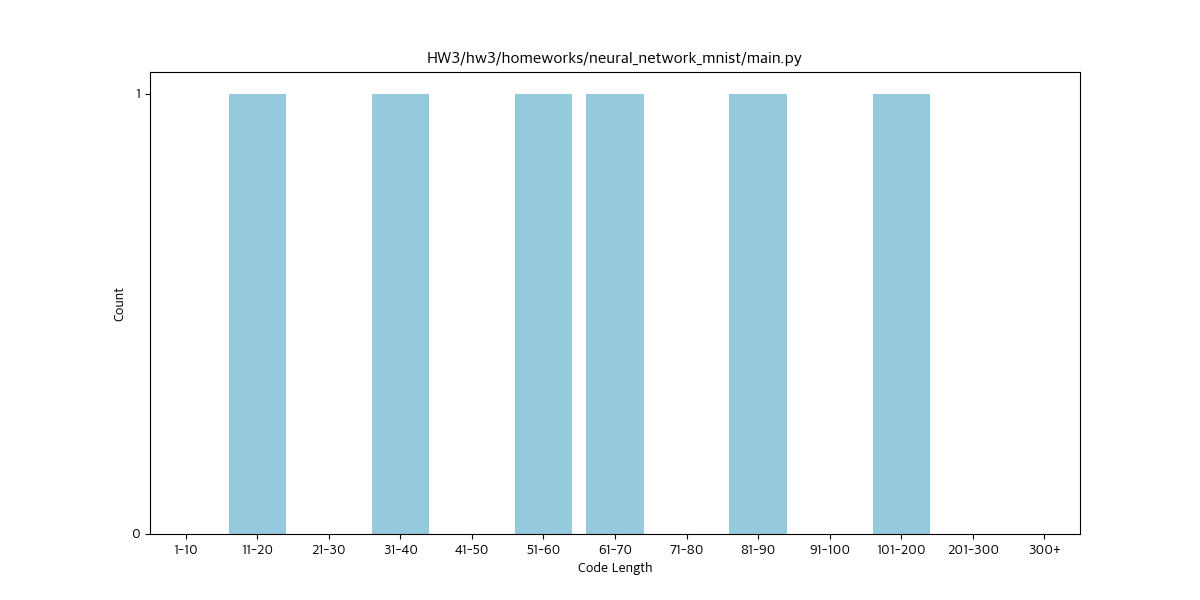 HW3/hw3/homeworks/neural_network_mnist/main.py
1
Count
0
1-10 11-20 21-30 31-40 41-50 51-60 61-70 71-80 81-90 91-100 101-200 201-300 300+
Code Length